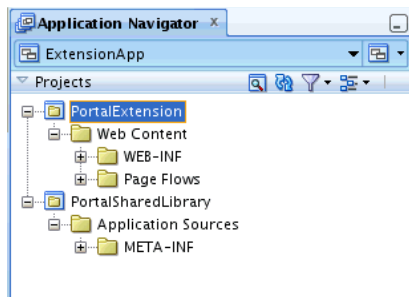 Application Navigator
ExtensionApp
Projects
PortalExtension
Web Content
WEB-INF
Page Flows
PortalSharedLibrary
Application Sources
META-INF